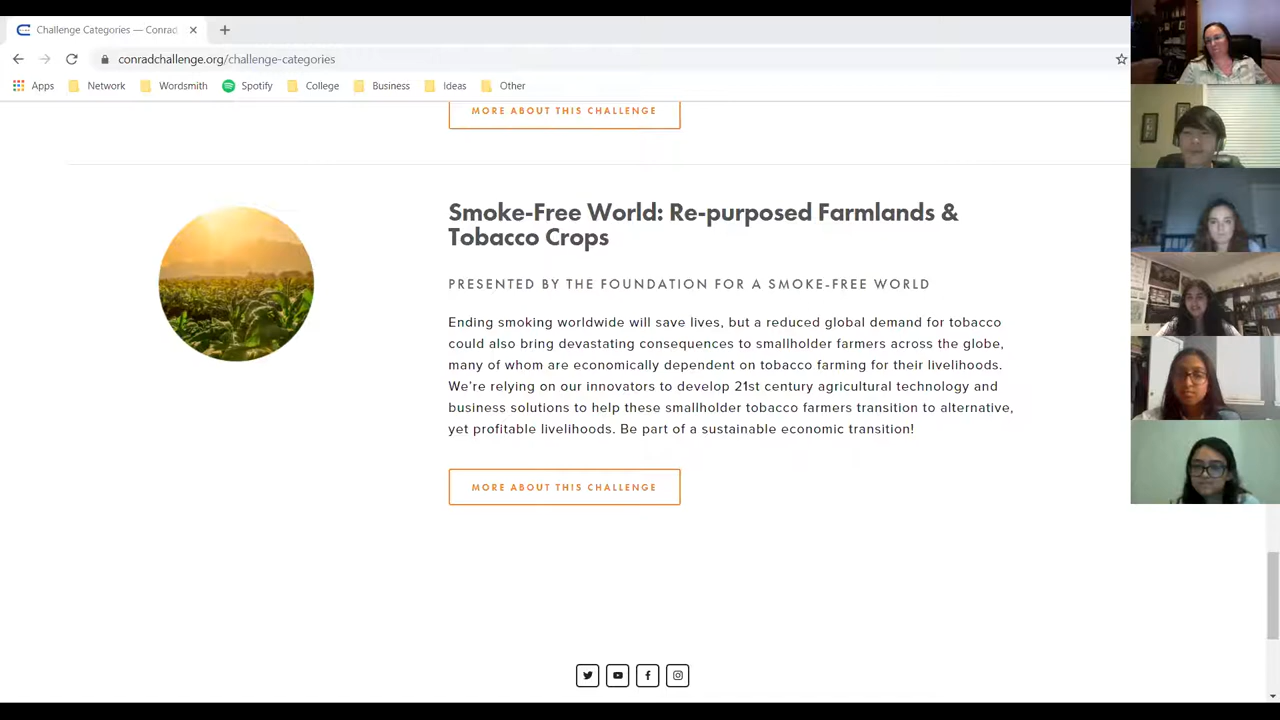 Challenge Categories — Conrad
conradchallenge.org/challenge-categories
Apps Network Wordsmith Spotify College Business Ideas Other
MORE ABOUT THIS CHALLENGE
Smoke-Free World: Re-purposed Farmlands &
Tobacco Crops
PRESENTED BY THE FOUNDATION FOR A SMOKE-FREE WORLD
Ending smoking worldwide will save lives, but a reduced global demand for tobacco
could also bring devastating consequences to smallholder farmers across the globe,
many of whom are economically dependent on tobacco farming for their livelihoods.
We’re relying on our innovators to develop 21st century agricultural technology and
business solutions to help these smallholder tobacco farmers transition to alternative,
yet profitable livelihoods. Be part of a sustainable economic transition!
MORE ABOUT THIS CHALLENGE